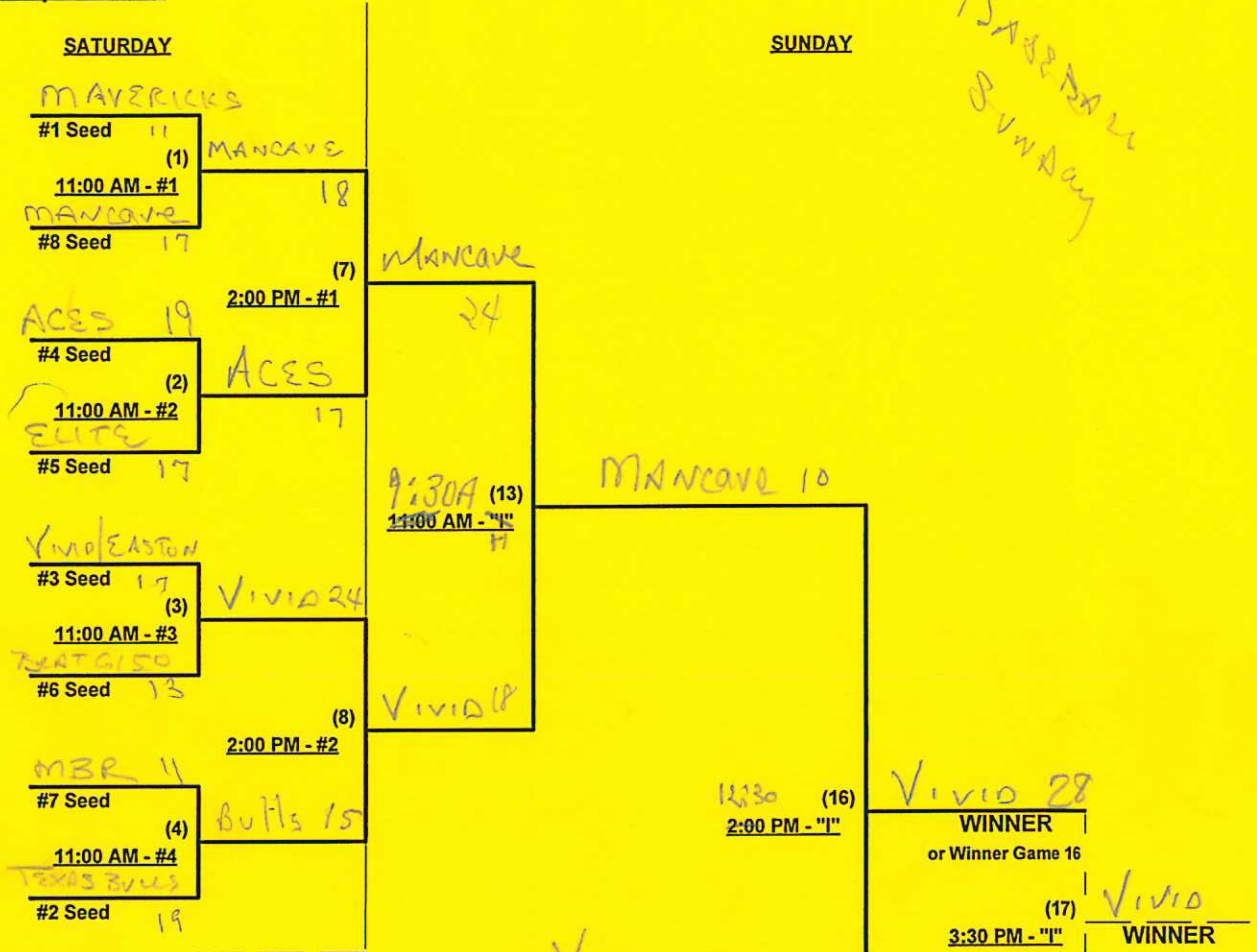 SATURDAY
SUNDAY
BASEBALL
SUNDAY
MAVERICKS
#1 Seed 11
(1)
11:00 AM - #1
MANCAVE
18
MANCAVE
#8 Seed 17
(7)
2:00 PM - #1
MANCAVE
24
ACES 19
#4 Seed
(2)
11:00 AM - #2
ACES
17
ELITE
#5 Seed 17
9:30A (13)
11:00 AM - "I"
H
MANCAVE 10
VIVID/EASTON
#3 Seed 17
(3)
11:00 AM - #3
VIVID 24
#6 Seed 13
(8)
2:00 PM - #2
VIVID 18
MBR 11
#7 Seed
(4)
11:00 AM - #4
Bulls 15
TEXAS BULLS
#2 Seed 19
12:30 (16)
2:00 PM - "I"
VIVID 28
WINNER
or Winner Game 16
(17)
3:30 PM - "I"
VIVID
WINNER